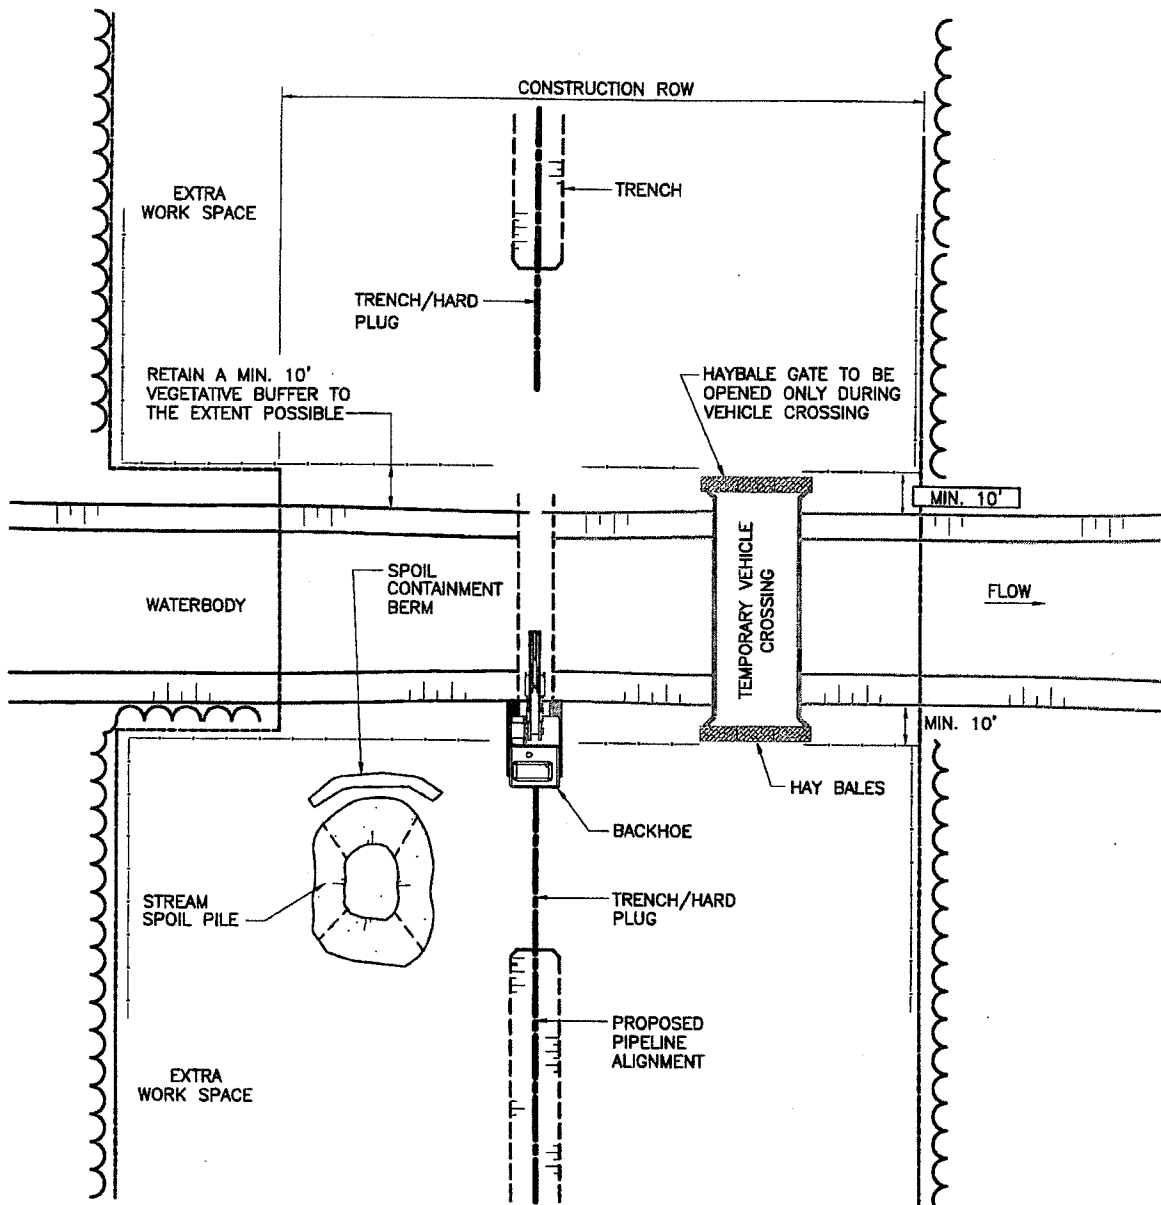 CONSTRUCTION ROW
EXTRA
WORK SPACE
TRENCH
TRENCH/HARD
PLUG
RETAIN A MIN. 10'
VEGETATIVE BUFFER TO
THE EXTENT POSSIBLE
HAYBALE GATE TO BE
OPENED ONLY DURING
VEHICLE CROSSING
MIN. 10'
SPOIL
CONTAINMENT
BERM
WATERBODY
TEMPORARY VEHICLE
CROSSING
FLOW
MIN. 10'
HAY BALES
BACKHOE
STREAM
SPOIL PILE
TRENCH/HARD
PLUG
PROPOSED
PIPELINE
ALIGNMENT
EXTRA
WORK SPACE